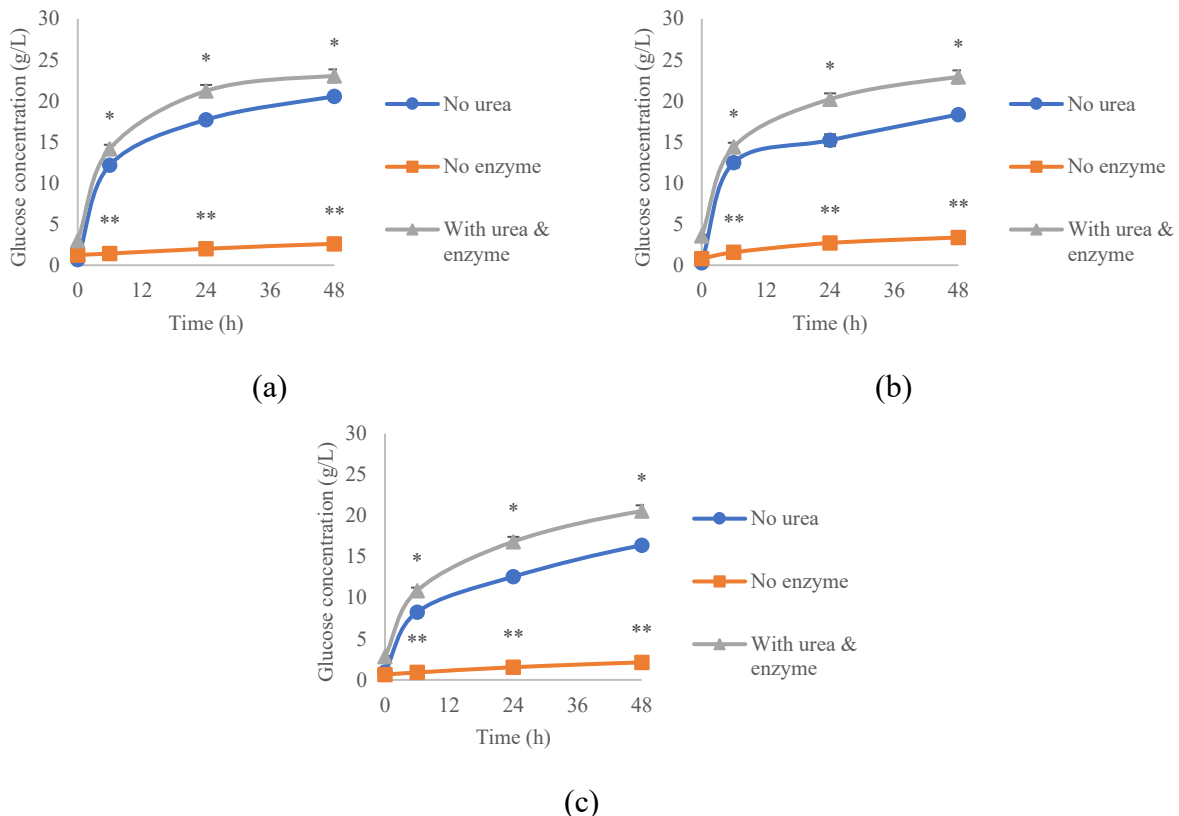 Glucose concentration (g/L)
30
25
20
15
10
5
0
*
*
*
**
**
**
0 12 24 36 48
Time (h)
No urea
No enzyme
With urea &
enzyme
(a)
Glucose concentration (g/L)
30
25
20
15
10
5
0
*
*
*
**
**
**
0 12 24 36 48
Time (h)
No urea
No enzyme
With urea &
enzyme
(b)
Glucose concentration (g/L)
30
25
20
15
10
5
0
*
*
*
**
**
**
0 12 24 36 48
Time (h)
No urea
No enzyme
With urea &
enzyme
(c)